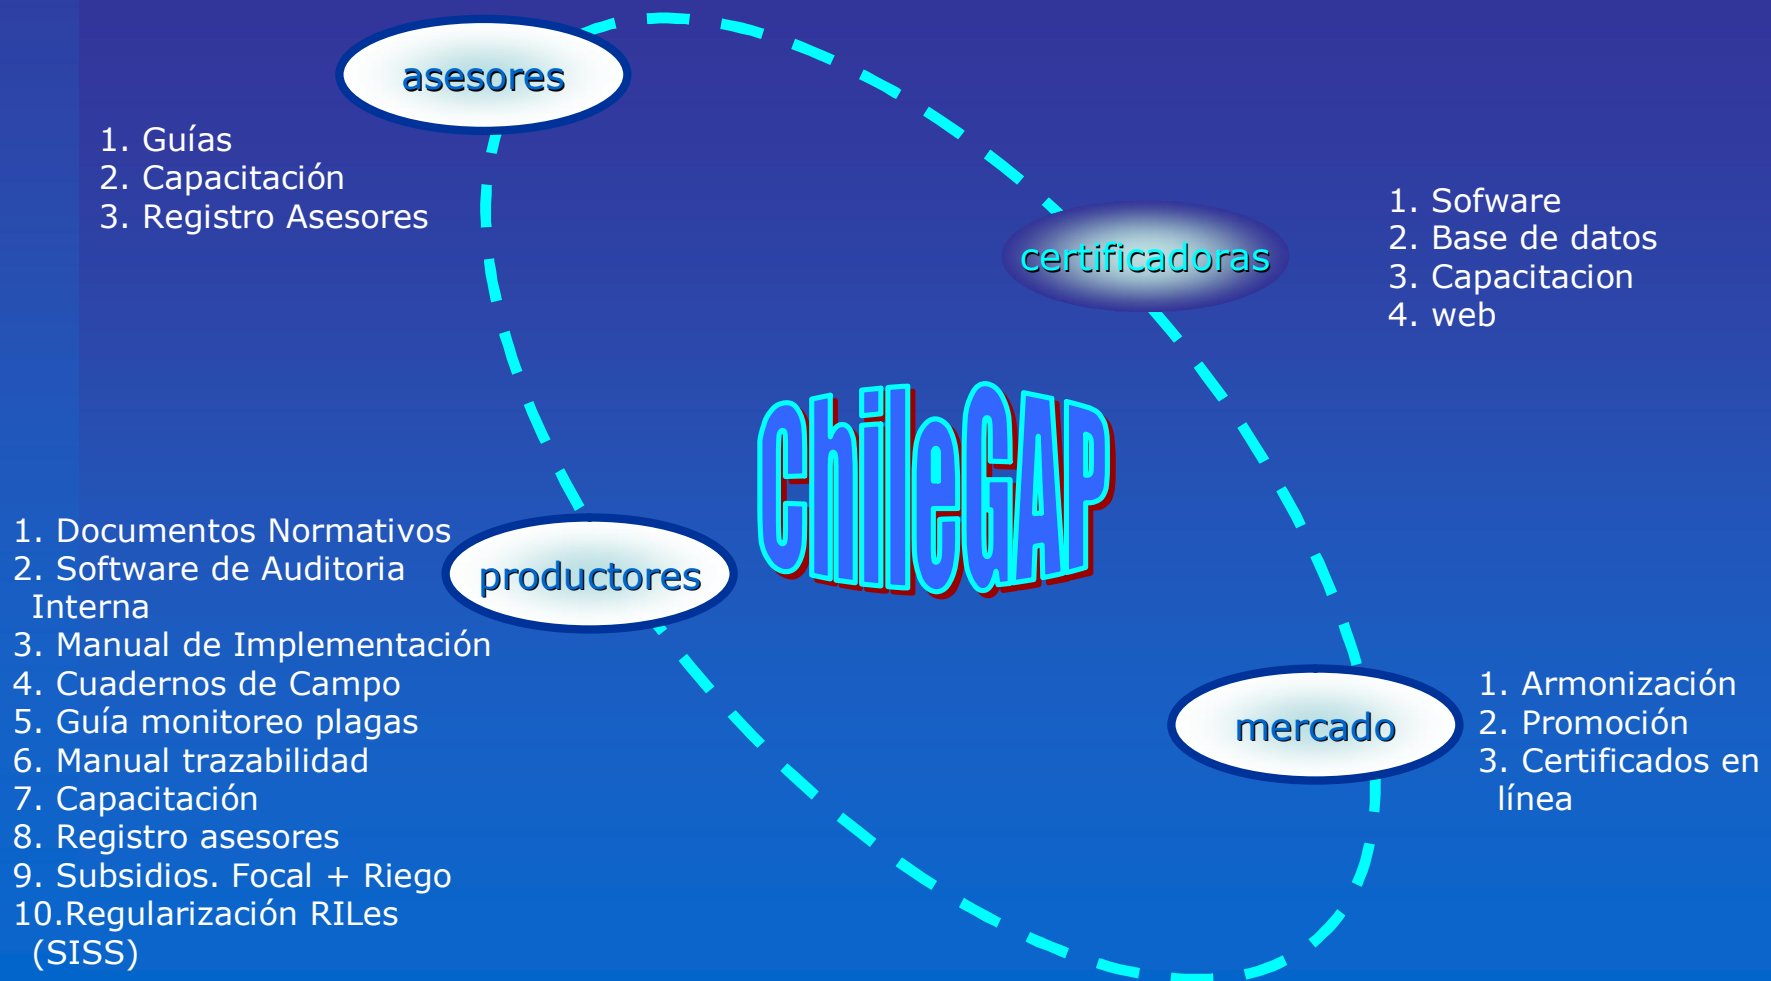 asesores
1. Guías
2. Capacitación
3. Registro Asesores
certificadoras
1. Sofware
2. Base de datos
3. Capacitacion
4. web
ChileGAP
productores
1. Documentos Normativos
2. Software de Auditoria
Interna
3. Manual de Implementación
4. Cuadernos de Campo
5. Guía monitoreo plagas
6. Manual trazabilidad
7. Capacitación
8. Registro asesores
9. Subsidios. Focal + Riego
10.Regularización RILes
(SISS)
mercado
1. Armonización
2. Promoción
3. Certificados en
línea